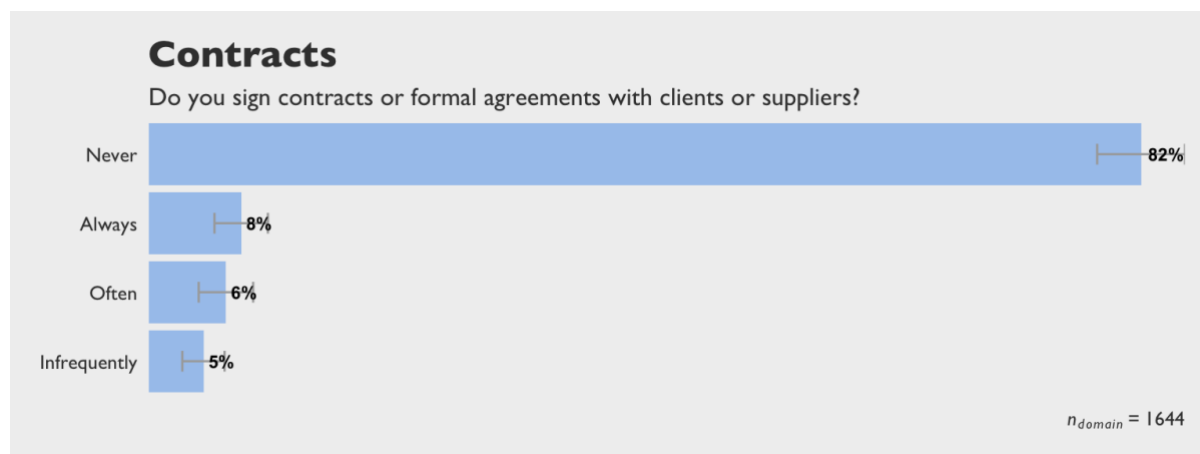 Contracts
Do you sign contracts or formal agreements with clients or suppliers?
Never 82%
Always 8%
Often 6%
Infrequently 5%
n domain = 1644